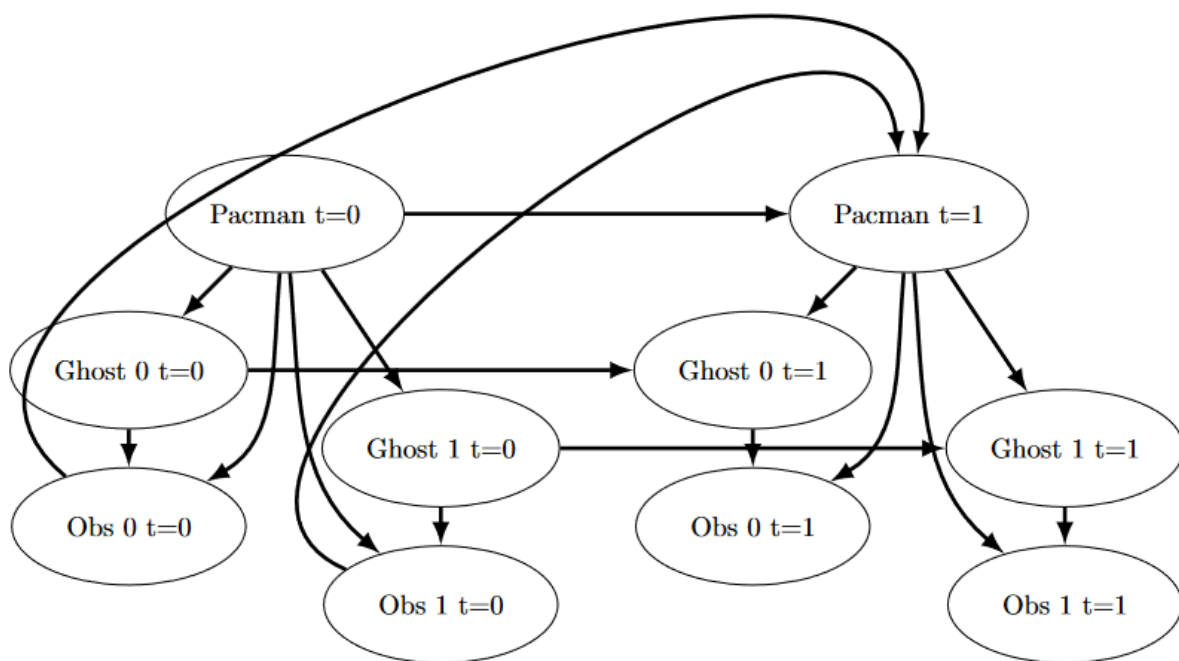 Pacman t=0
Pacman t=1
Ghost 0 t=0
Ghost 0 t=1
Ghost 1 t=0
Ghost 1 t=1
Obs 0 t=0
Obs 0 t=1
Obs 1 t=0
Obs 1 t=1